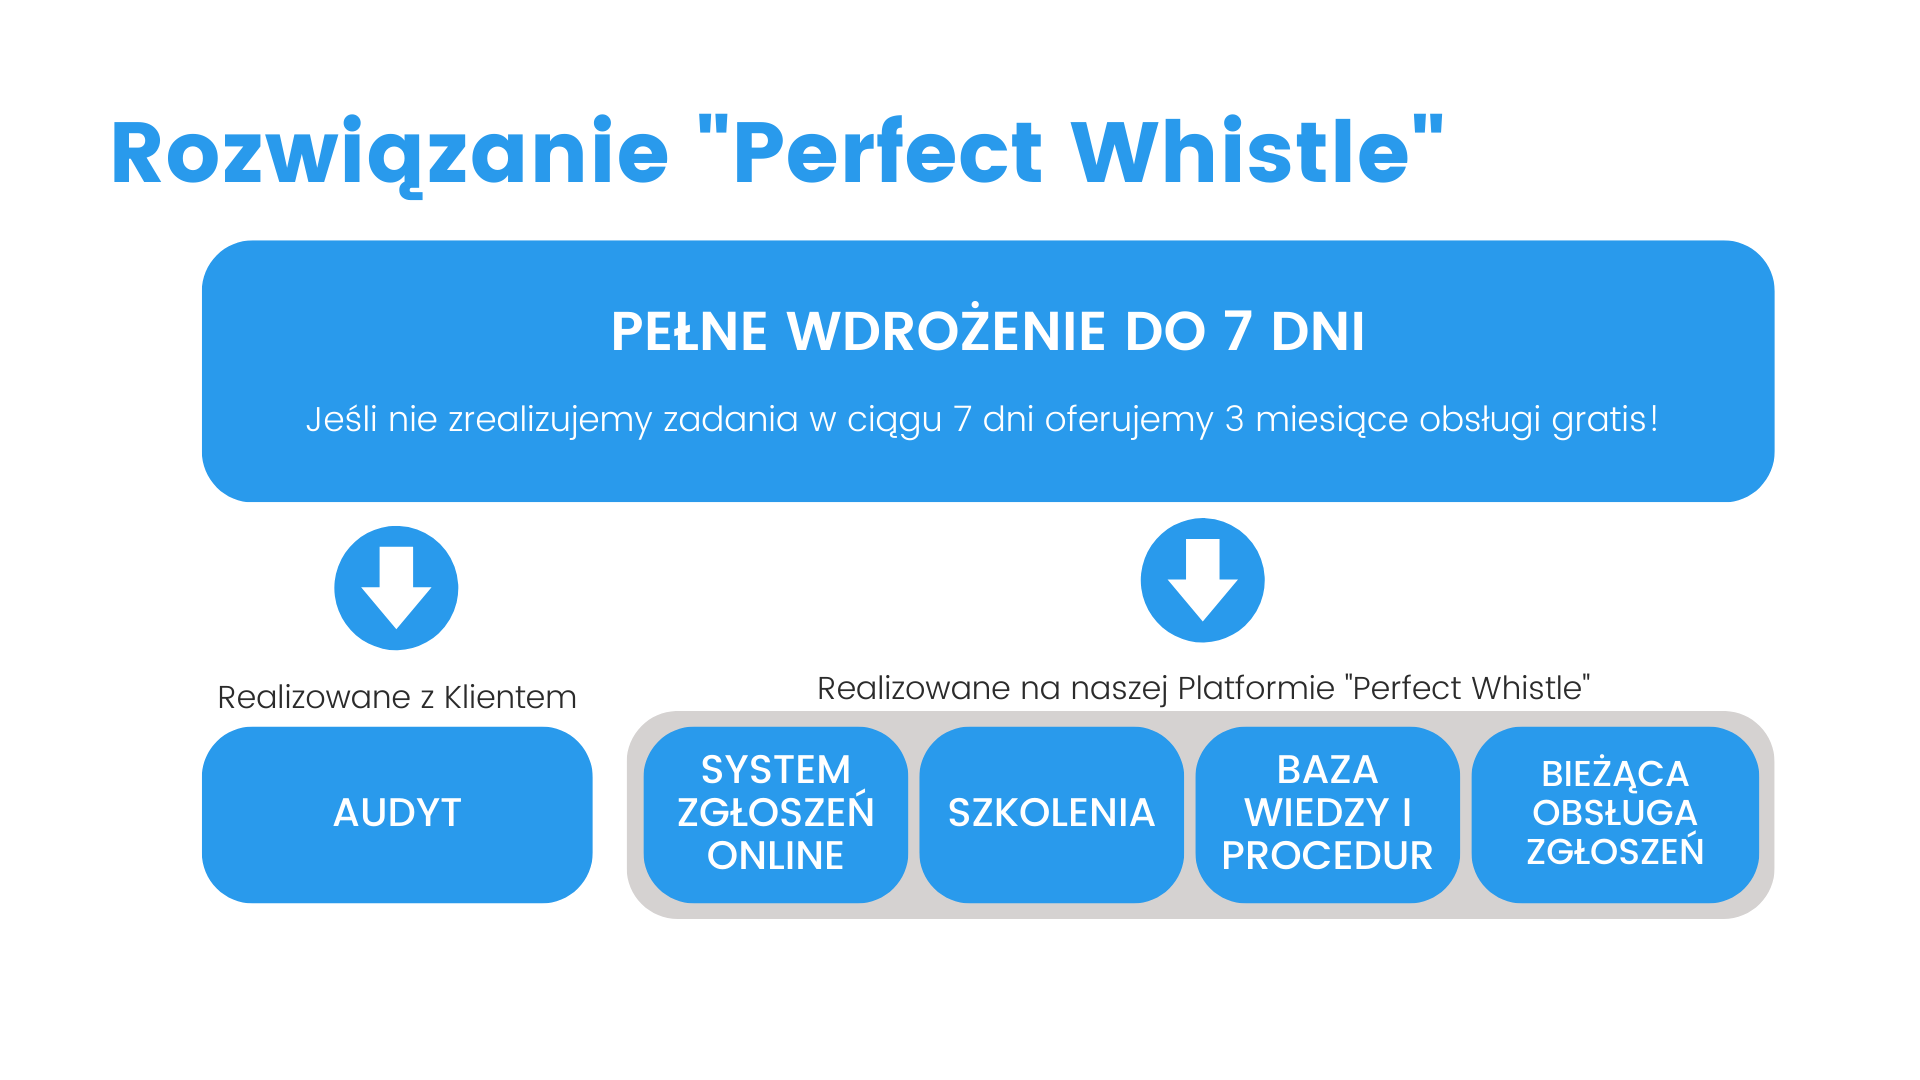 Rozwiązanie "Perfect Whistle"
PEŁNE WDROŻENIE DO 7 DNI
Jeśli nie zrealizujemy zadania w ciągu 7 dni oferujemy 3 miesiące obsługi gratis!
Realizowane z Klientem
AUDYT
Realizowane na naszej Platformie "Perfect Whistle"
SYSTEM
ZGŁOSZEŃ
ONLINE
SZKOLENIA
BAZA
WIEDZY I
PROCEDUR
BIEŻĄCA
OBSŁUGA
ZGŁOSZEŃ